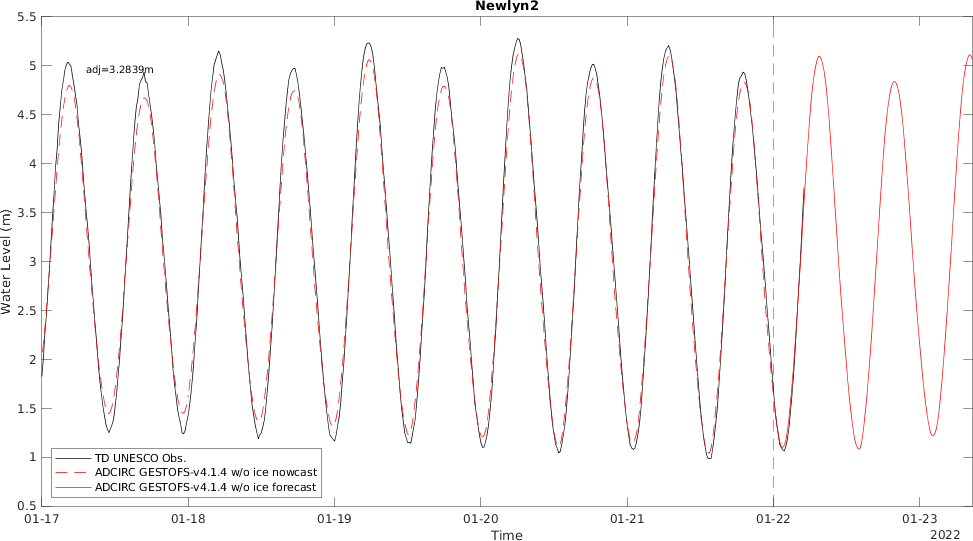 Newlyn2
5.5
5
4.5
4
3.5
3
2.5
2
1.5
1
0.5
Water Level (m)
adj=3.2839m
TD UNESCO Obs.
ADCIRC GESTOFS-v4.1.4 w/o ice nowcast
ADCIRC GESTOFS-v4.1.4 w/o ice forecast
01-17 01-18 01-19 01-20 01-21 01-22 01-23
Time
2022